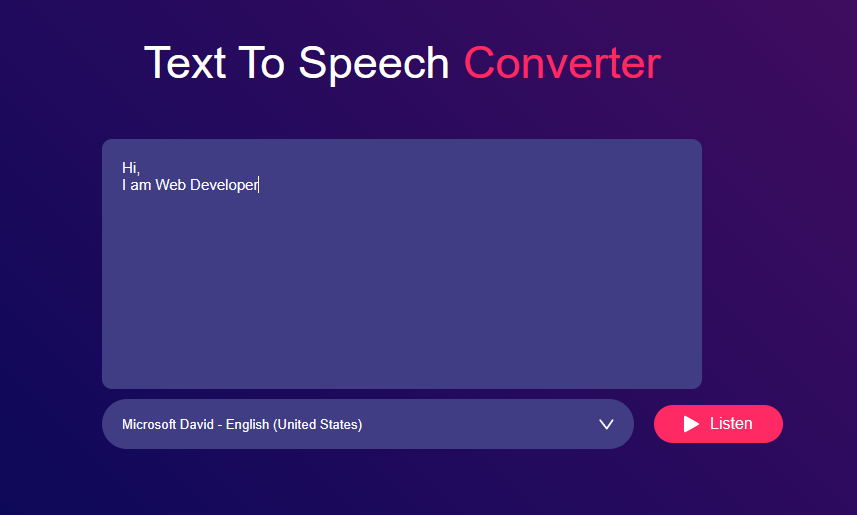 Text To Speech Converter
Hi,
I am Web Developer
Microsoft David - English (United States)
Listen